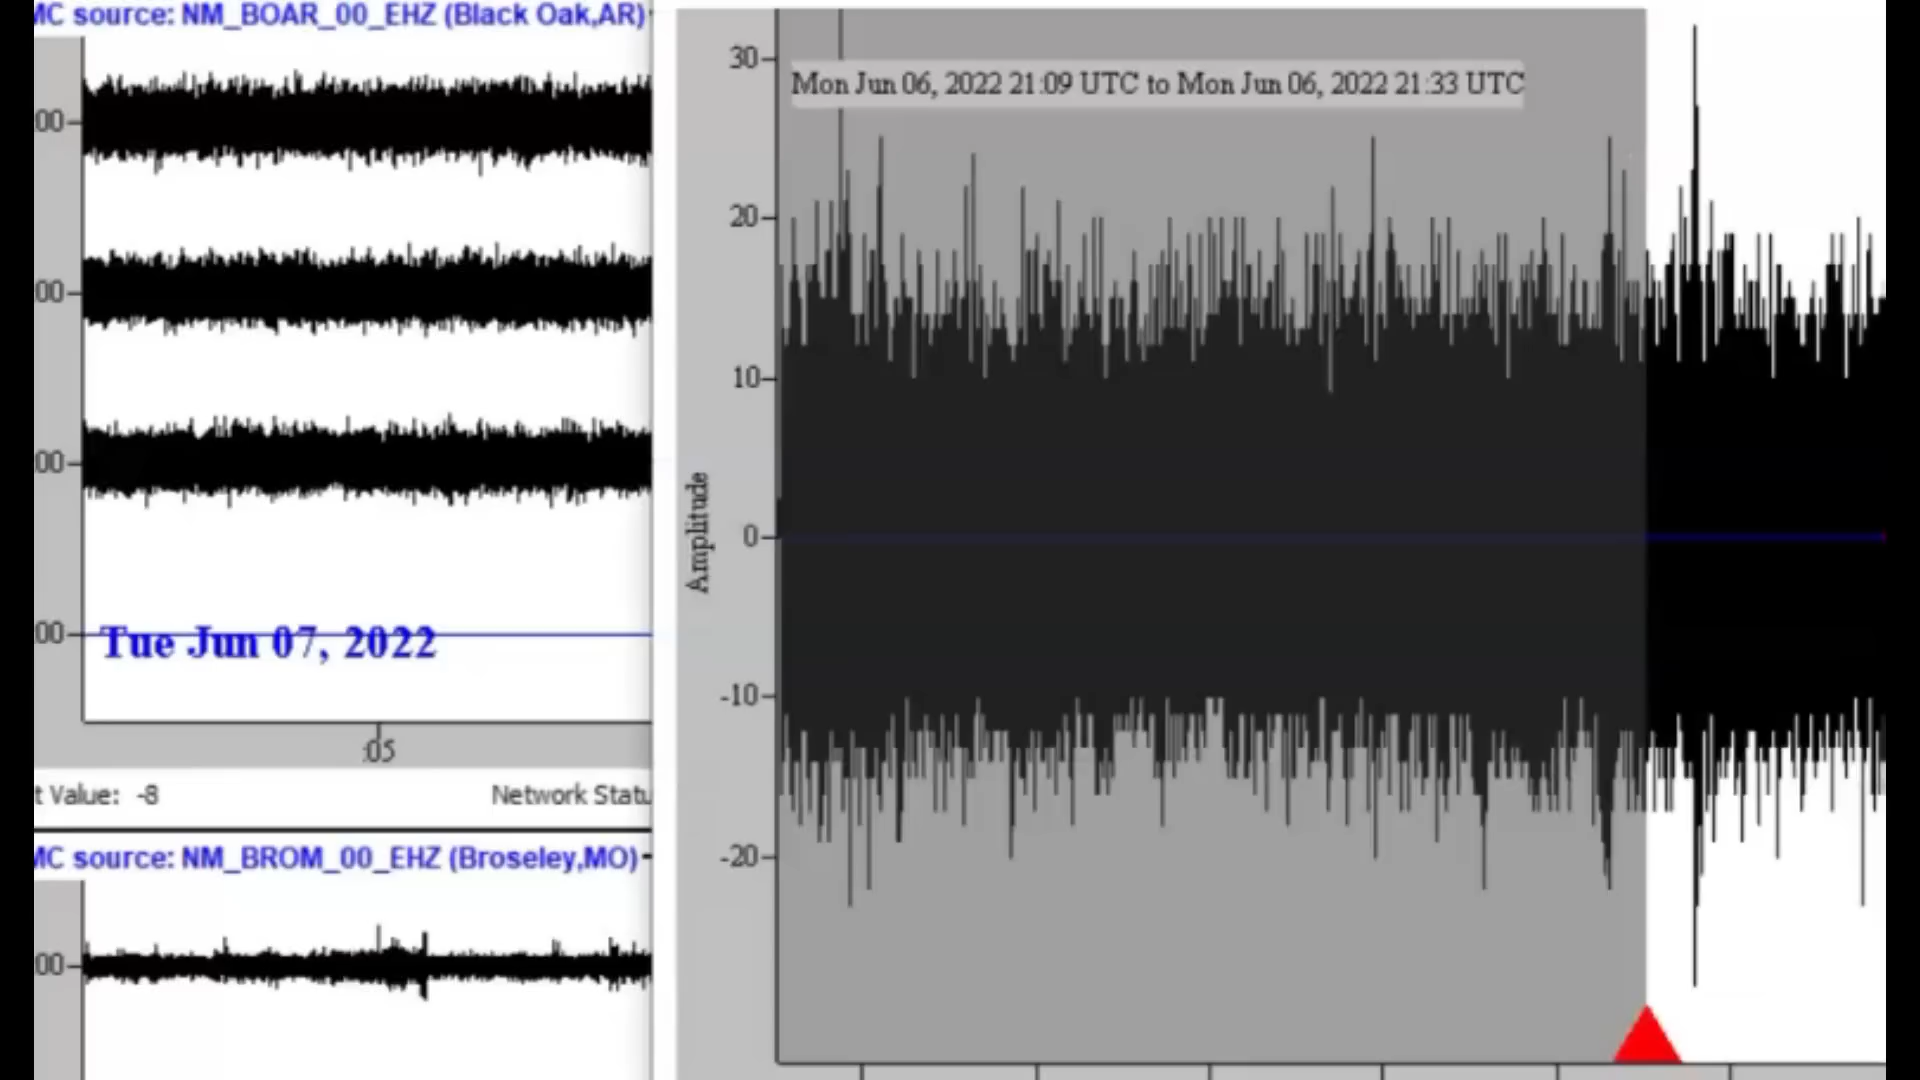 MC source: NM_BOAR_00_EHZ (Black Oak,AR)
00
00
00
00
Tue Jun 07, 2022
:05
t Value: -8
Network Statu
MC source: NM_BROM_00_EHZ (Broseley,MO)
00
Mon Jun 06, 2022 21:09 UTC to Mon Jun 06, 2022 21:33 UTC
30
20
10
0
-10
-20
Amplitude